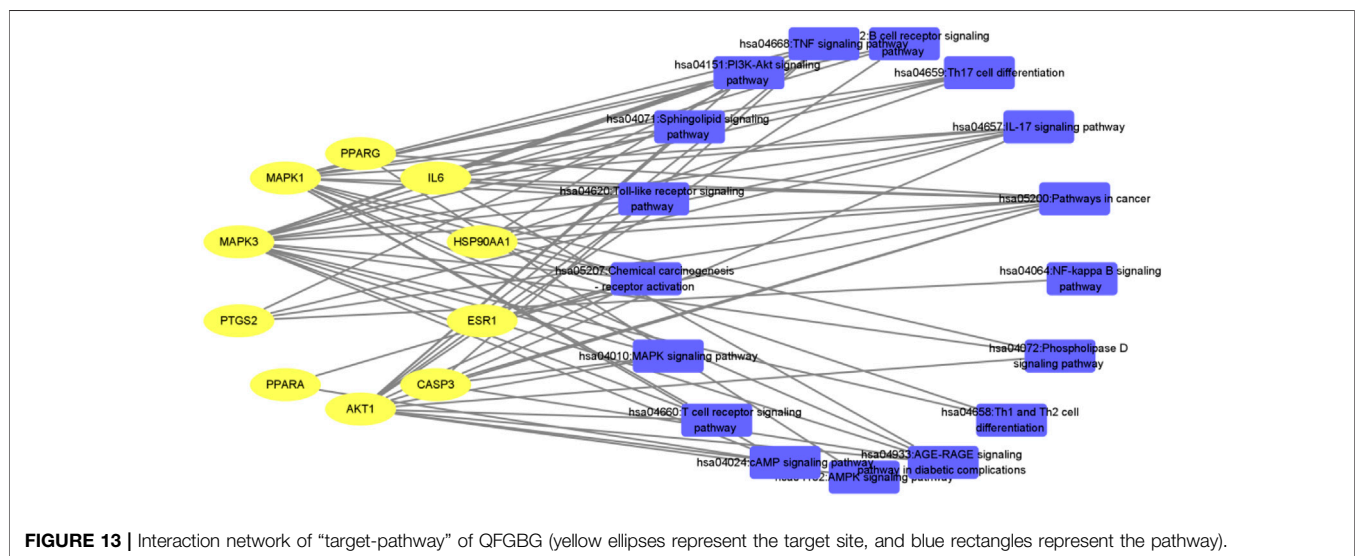 hsa04668:TNF signaling pathway
2:B cell receptor signaling
pathway
hsa04151:PI3K-Akt signaling
pathway
hsa04659:Th17 cell differentiation
hsa04071:Sphingolipid signaling
pathway
hsa04657:IL-17 signaling pathway
PPARG
MAPK1
IL6
hsa04620:Toll-like receptor signaling
pathway
hsa05200:Pathways in cancer
MAPK3
HSP90AA1
hsa05207:Chemical carcinogenesis
- receptor activation
hsa04064:NF-kappa B signaling
pathway
PTGS2
ESR1
hsa04010:MAPK signaling pathway
hsa04072:Phospholipase D
signaling pathway
PPARA
CASP3
AKT1
hsa04660:T cell receptor signaling
pathway
hsa04658:Th1 and Th2 cell
differentiation
hsa04024:cAMP signaling pathway
hsa04933:AGE-RAGE signaling
pathway in diabetic complications
AMPK signaling pathway
FIGURE 13 | Interaction network of “target-pathway” of QFGBG (yellow ellipses represent the target site, and blue rectangles represent the pathway).